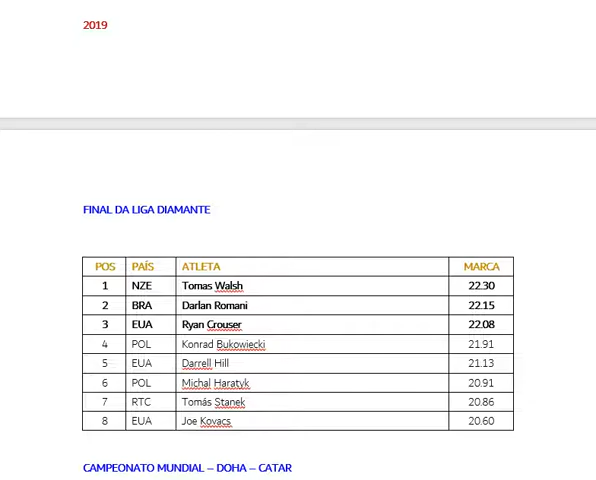 2019
FINAL DA LIGA DIAMANTE
POS PAÍS ATLETA MARCA
1 NZE Tomas Walsh 22.30
2 BRA Darlan Romani 22.15
3 EUA Ryan Crouser 22.08
4 POL Konrad Bukowiecki 21.91
5 EUA Darrell Hill 21.13
6 POL Michal Haratyk 20.91
7 RTC Tomás Stanek 20.86
8 EUA Joe Kovacs 20.60
CAMPEONATO MUNDIAL – DOHA – CATAR